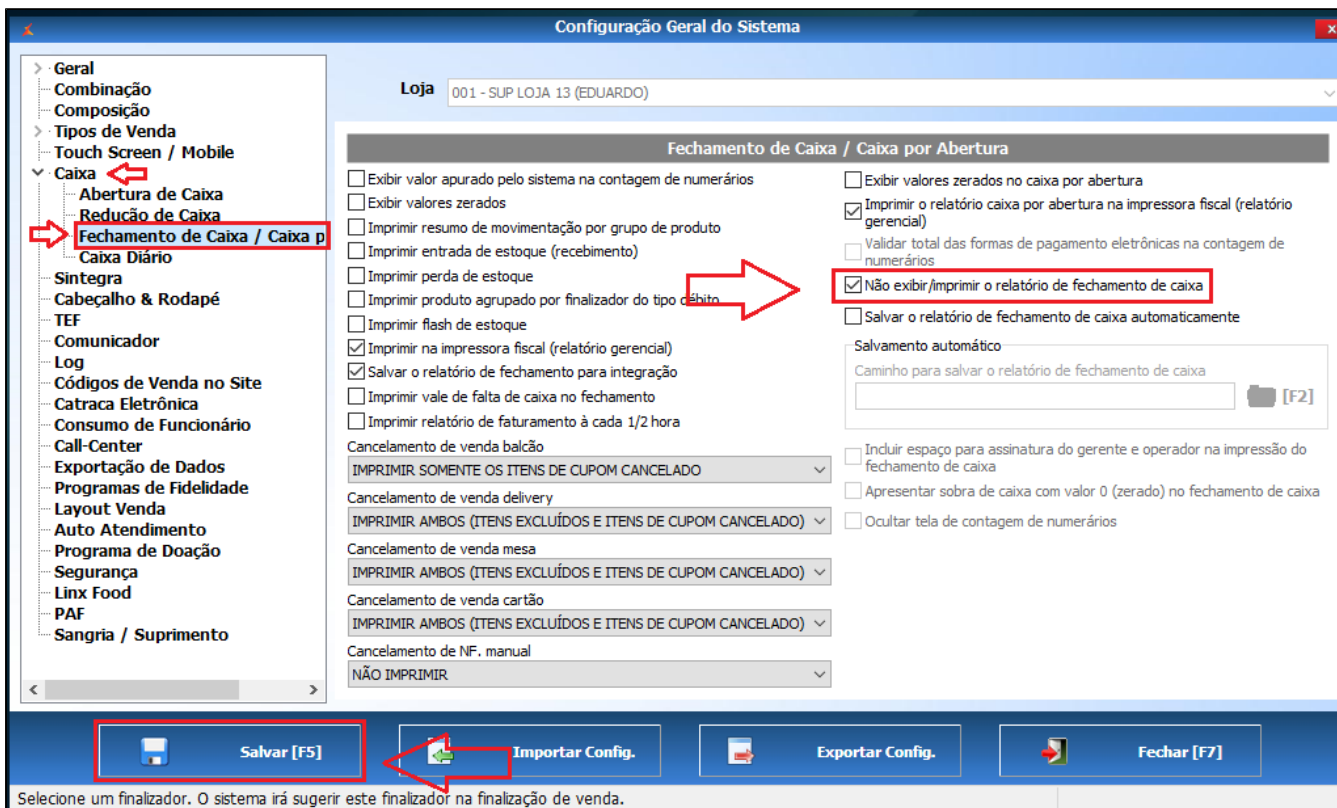 Configuração Geral do Sistema
Geral
Combinação
Composição
Tipos de Venda
Touch Screen / Mobile
Caixa
Abertura de Caixa
Redução de Caixa
Fechamento de Caixa / Caixa p
Caixa Diário
Sintegra
Cabeçalho & Rodapé
TEF
Comunicador
Log
Códigos de Venda no Site
Catraca Eletrônica
Consumo de Funcionário
Call-Center
Exportação de Dados
Programas de Fidelidade
Layout Venda
Auto Atendimento
Programa de Doação
Segurança
Linx Food
PAF
Sangria / Suprimento
Loja
001 - SUP LOJA 13 (EDUARDO)
Fechamento de Caixa / Caixa por Abertura
Exibir valor apurado pelo sistema na contagem de numerários
Exibir valores zerados
Imprimir resumo de movimentação por grupo de produto
Imprimir entrada de estoque (recebimento)
Imprimir perda de estoque
Imprimir produto agrupado por finalizador do tipo débito
Imprimir flash de estoque
Imprimir na impressora fiscal (relatório gerencial)
Salvar o relatório de fechamento para integração
Imprimir vale de falta de caixa no fechamento
Imprimir relatório de faturamento à cada 1/2 hora
Cancelamento de venda balcão
IMPRIMIR SOMENTE OS ITENS DE CUPOM CANCELADO
Cancelamento de venda delivery
IMPRIMIR AMBOS (ITENS EXCLUÍDOS E ITENS DE CUPOM CANCELADO)
Cancelamento de venda mesa
IMPRIMIR AMBOS (ITENS EXCLUÍDOS E ITENS DE CUPOM CANCELADO)
Cancelamento de venda cartão
IMPRIMIR AMBOS (ITENS EXCLUÍDOS E ITENS DE CUPOM CANCELADO)
Cancelamento de NF. manual
NÃO IMPRIMIR
Exibir valores zerados no caixa por abertura
Imprimir o relatório caixa por abertura na impressora fiscal (relatório
gerencial)
Validar total das formas de pagamento eletrônicas na contagem de
numerários
Não exibir/imprimir o relatório de fechamento de caixa
Salvar o relatório de fechamento de caixa automaticamente
Salvamento automático
Caminho para salvar o relatório de fechamento de caixa
[F2]
Incluir espaço para assinatura do gerente e operador na impressão do
fechamento de caixa
Apresentar sobra de caixa com valor 0 (zerado) no fechamento de caixa
Ocultar tela de contagem de numerários
Salvar [F5]
Importar Config.
Exportar Config.
Fechar [F7]
Selecione um finalizador. O sistema irá sugerir este finalizador na finalização de venda.